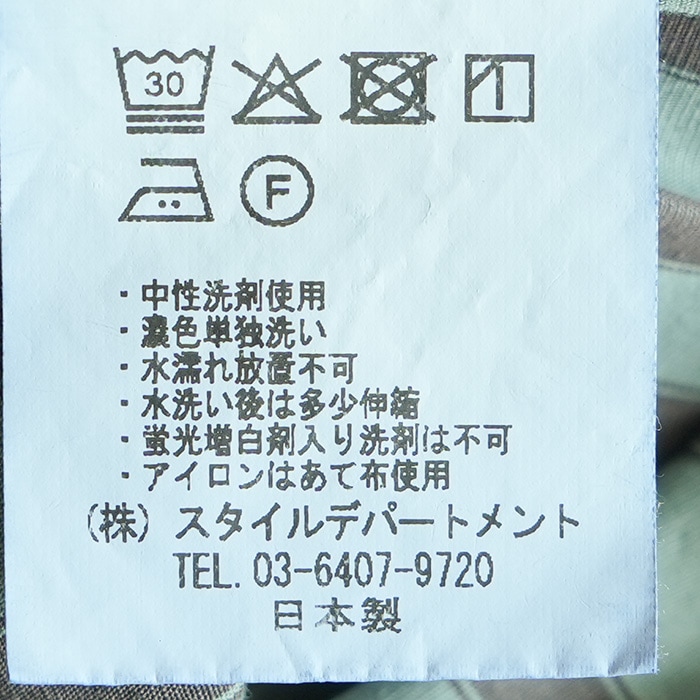 30
F
・中性洗剤使用
・濃色単独洗い
・水濡れ放置不可
・水洗い後は多少伸縮
・蛍光増白剤入り洗剤は不可
・アイロンはあて布使用
(株) スタイルデパートメント
TEL. 03-6407-9720
日本製